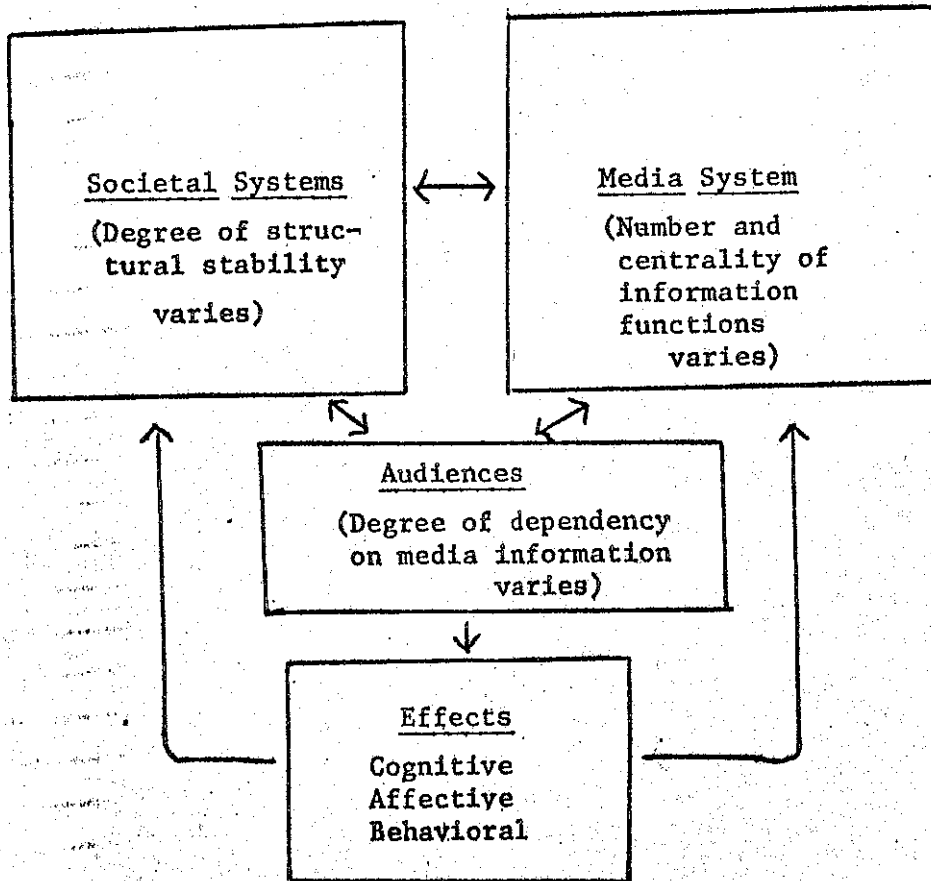 Societal Systems
(Degree of struc-
tural stability
varies)
Media System
(Number and
centrality of
information
functions
varies)
Audiences
(Degree of dependency
on media information
varies)
Effects
Cognitive
Affective
Behavioral